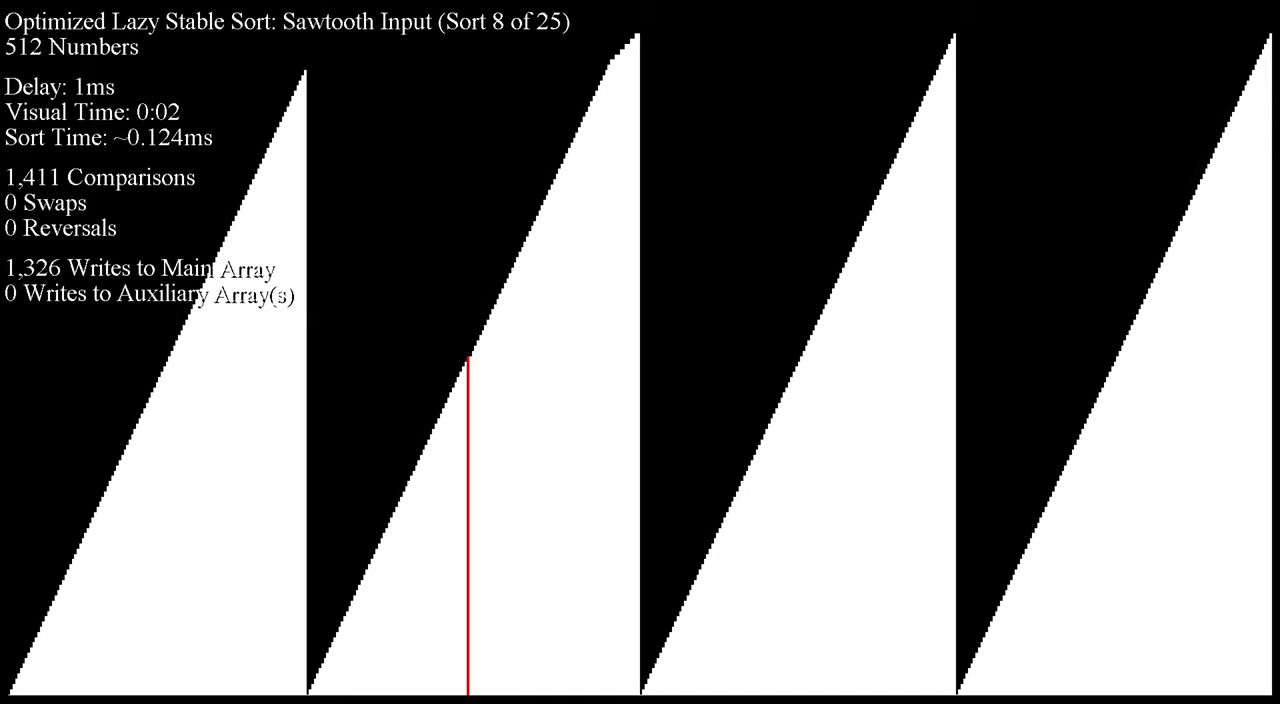 Optimized Lazy Stable Sort: Sawtooth Input (Sort 8 of 25)
512 Numbers
Delay: 1ms
Visual Time: 0:02
Sort Time: ~0.124ms
1,411 Comparisons
0 Swaps
0 Reversals
1,326 Writes to Main Array
0 Writes to Auxiliary Array(s)